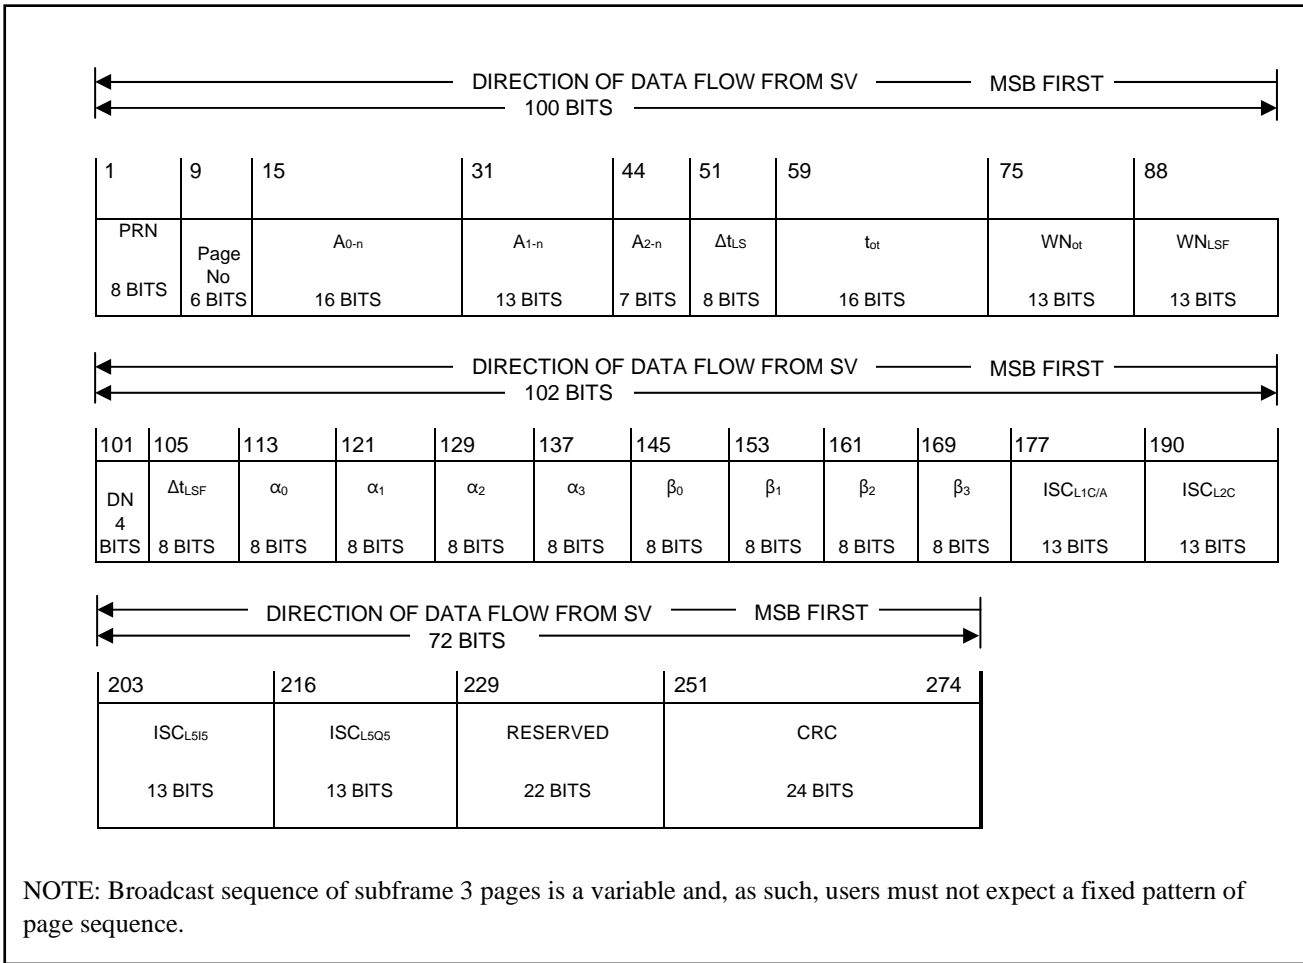 DIRECTION OF DATA FLOW FROM SV MSB FIRST
100 BITS
1 9 15 31 44 51 59 75 88
PRN
8 BITS
Page
No
6 BITS
A0-n
16 BITS
A1-n
13 BITS
A2-n
7 BITS
ΔtLS
8 BITS
tot
16 BITS
WNot
13 BITS
WNLSF
13 BITS
DIRECTION OF DATA FLOW FROM SV MSB FIRST
102 BITS
101 105 113 121 129 137 145 153 161 169 177 190
DN
4
BITS
ΔtLSF
8 BITS
α0
8 BITS
α1
8 BITS
α2
8 BITS
α3
8 BITS
β0
8 BITS
β1
8 BITS
β2
8 BITS
β3
8 BITS
ISCL1C/A
13 BITS
ISCL2C
13 BITS
DIRECTION OF DATA FLOW FROM SV MSB FIRST
72 BITS
203 216 229 251 274
ISCL5I5
13 BITS
ISCL5Q5
13 BITS
RESERVED
22 BITS
CRC
24 BITS
NOTE: Broadcast sequence of subframe 3 pages is a variable and, as such, users must not expect a fixed pattern of
page sequence.